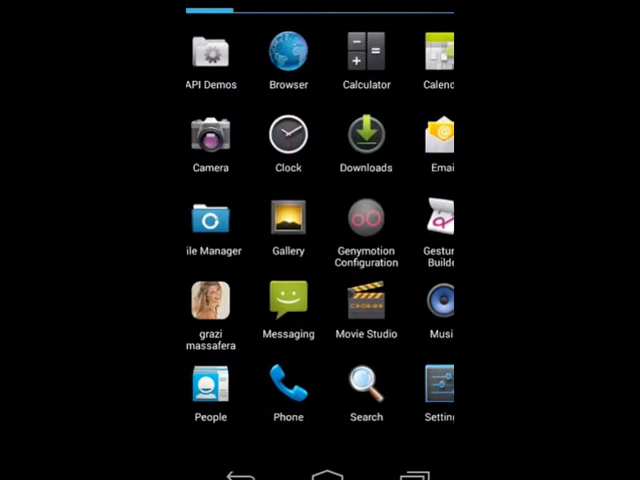 API Demos
Browser
Calculator
Calend
Camera
Clock
Downloads
Emai
ile Manager
Gallery
Genymotion
Configuration
Gestur
Builde
grazi
massafera
Messaging
Movie Studio
Musi
People
Phone
Search
Setting